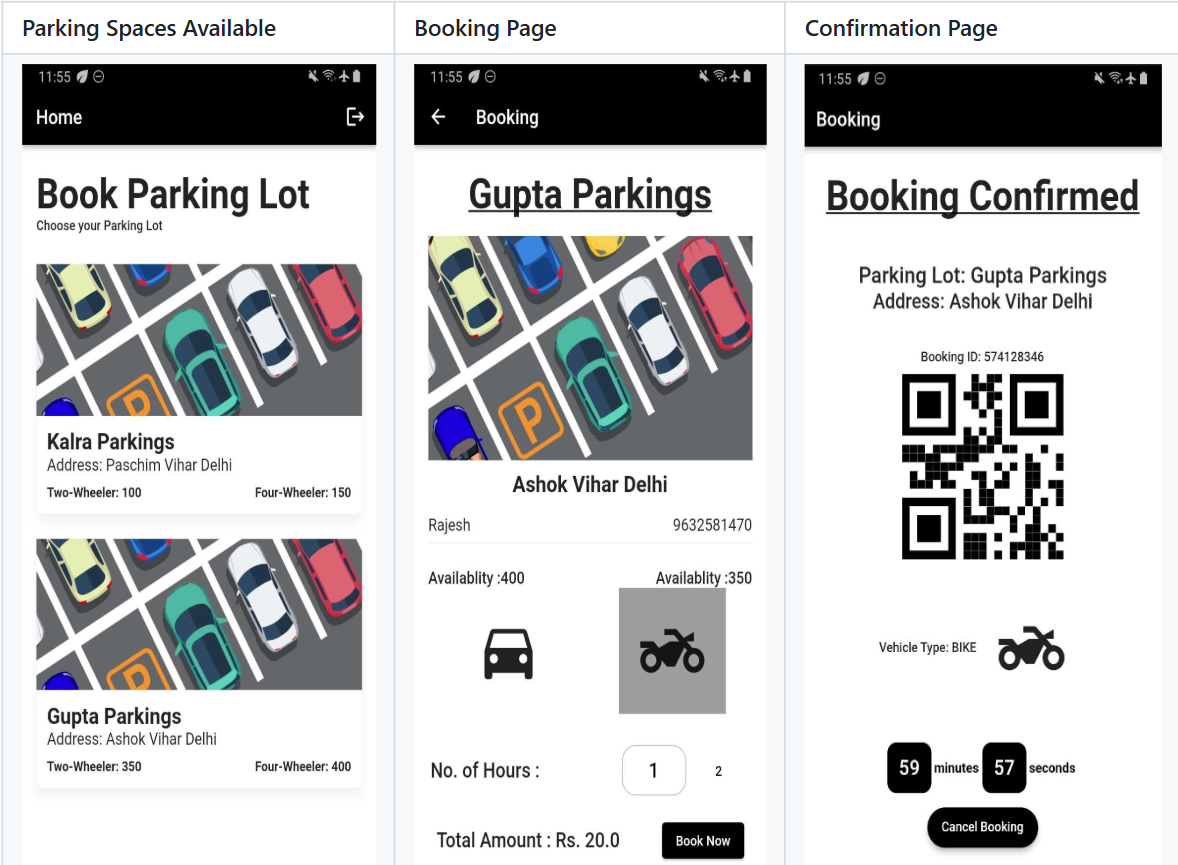 Parking Spaces Available
Booking Page
Confirmation Page
11:55
Home
Book Parking Lot
Choose your Parking Lot
P
Kalra Parkings
Address: Paschim Vihar Delhi
Two-Wheeler: 100 Four-Wheeler: 150
P
Gupta Parkings
Address: Ashok Vihar Delhi
Two-Wheeler: 350 Four-Wheeler: 400
11:55
Booking
Gupta Parkings
P
Ashok Vihar Delhi
Rajesh 9632581470
Availablity :400 Availablity :350
No. of Hours : 1 2
Total Amount : Rs. 20.0 Book Now
11:55
Booking
Booking Confirmed
Parking Lot: Gupta Parkings
Address: Ashok Vihar Delhi
Booking ID: 574128346
Vehicle Type: BIKE
59 minutes 57 seconds
Cancel Booking